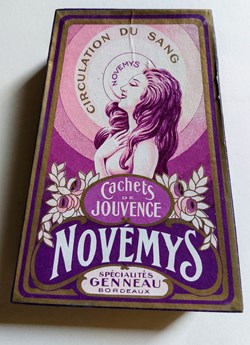 CIRCULATION DU SANG
NOVÉMYS
Cachets
DE
JOUVENCE
NOVÉMYS
SPÉCIALITÉS
GENNEAU
BORDEAUX